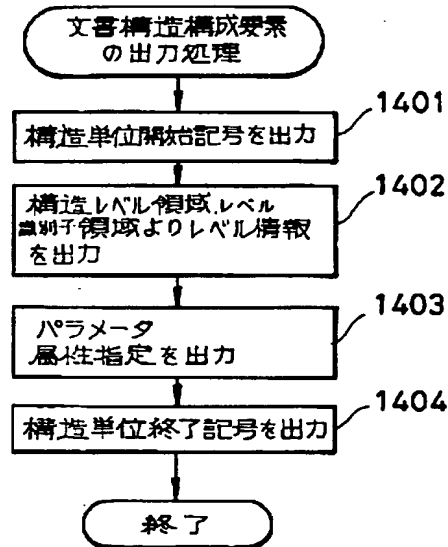 文書構造構成要素
の出力処理
1401
構造単位開始記号を出力
1402
構造レベル領域、レベル
識別子領域よりレベル情報
を出力
1403
パラメータ
属性指定を出力
1404
構造単位終了記号を出力
終了